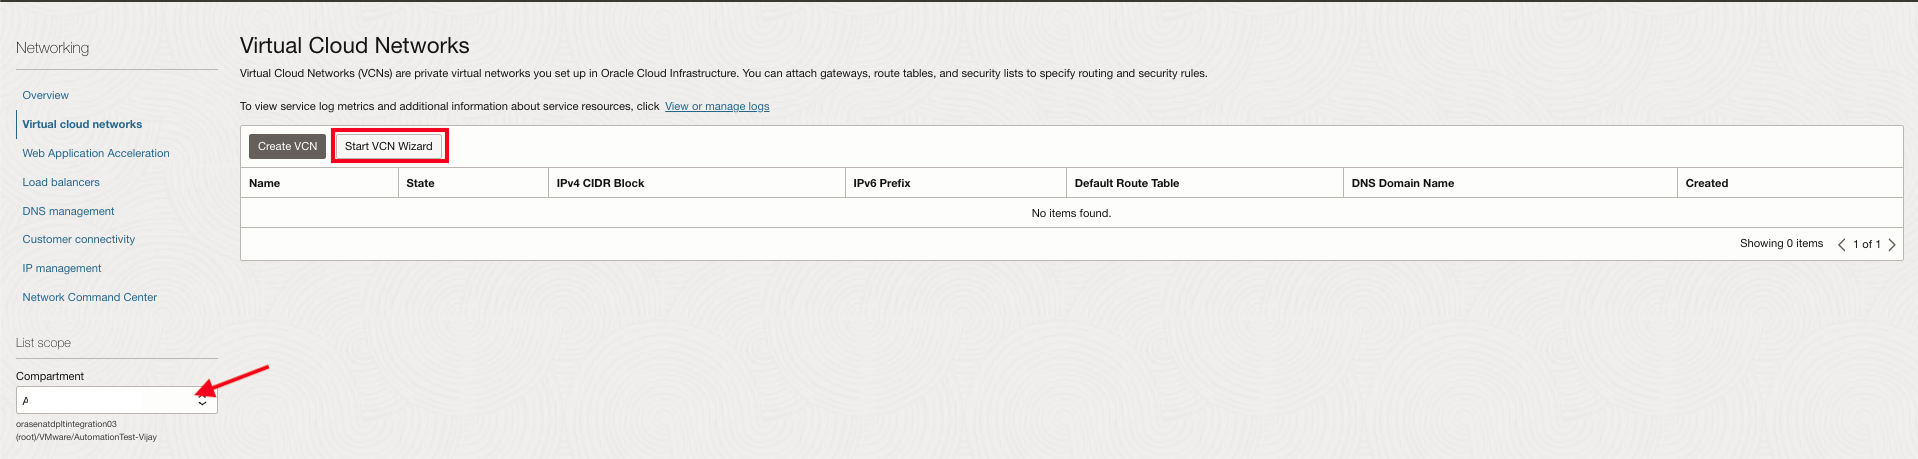 Networking
Overview
Virtual cloud networks
Web Application Acceleration
Load balancers
DNS management
Customer connectivity
IP management
Network Command Center
List scope
Compartment
A
orasenatdpltintegration03
(root)/VMware/AutomationTest-Vijay
Virtual Cloud Networks
Virtual Cloud Networks (VCNs) are private virtual networks you set up in Oracle Cloud Infrastructure. You can attach gateways, route tables, and security lists to specify routing and security rules.
To view service log metrics and additional information about service resources, click View or manage logs
Create VCN Start VCN Wizard
Name State IPv4 CIDR Block IPv6 Prefix Default Route Table DNS Domain Name Created
No items found.
Showing 0 items 1 of 1